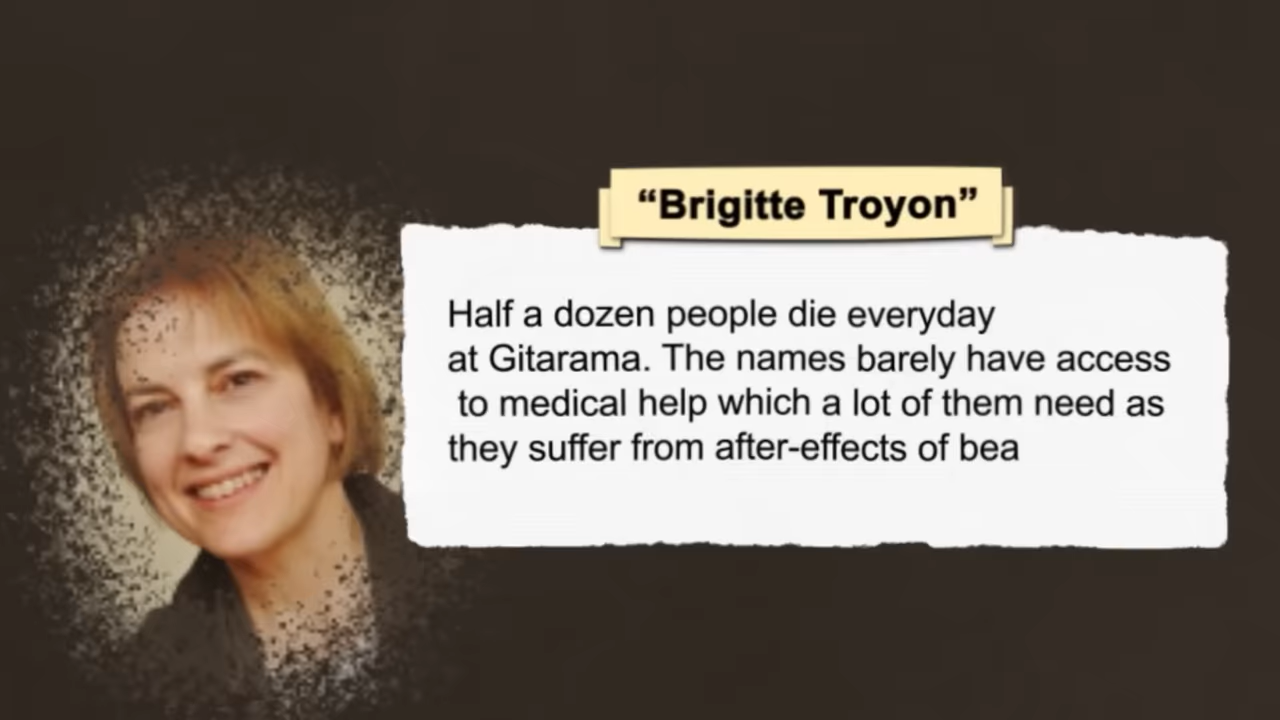 “Brigitte Troyon”
Half a dozen people die everyday
at Gitarama. The names barely have access
to medical help which a lot of them need as
they suffer from after-effects of bea